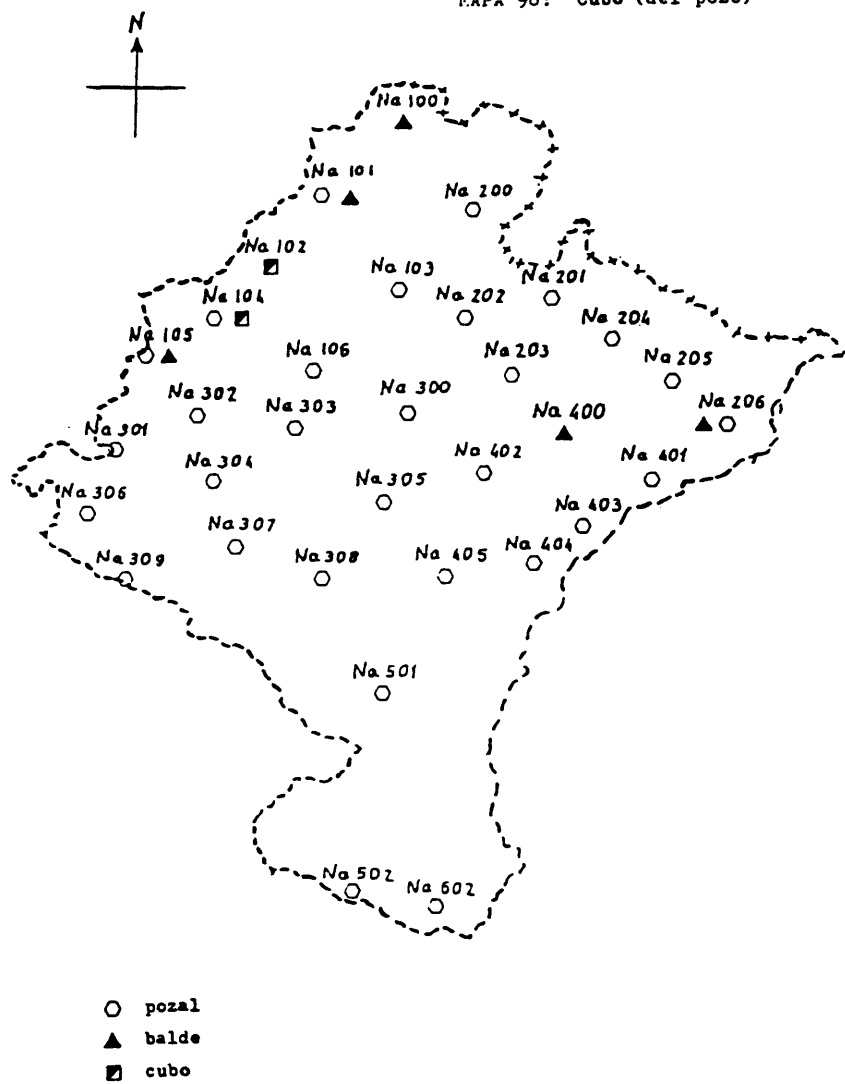 N
Na 100
Na 101
Na 200
Na 102
Na 103
Na 201
Na 104
Na 202
Na 204
Na 105
Na 106
Na 203
Na 205
Na 302
Na 300
Na 206
Na 301
Na 303
Na 400
Na 304
Na 402
Na 401
Na 306
Na 305
Na 403
Na 307
Na 309
Na 308
Na 405
Na 404
Na 501
Na 502
Na 602
pozal
balde
cubo